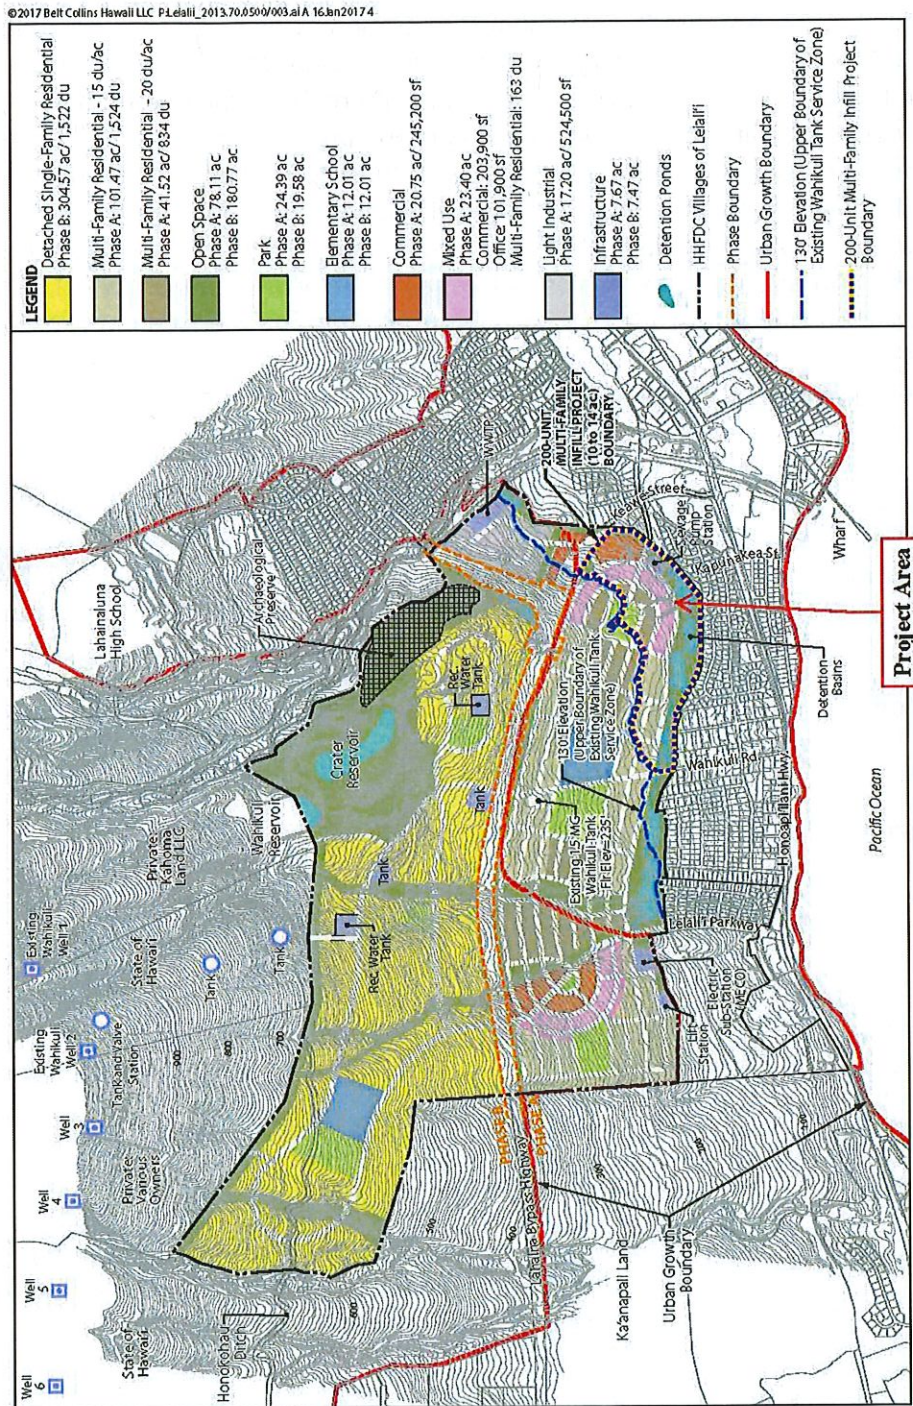 ©2017 Belt Collins Hawaii LLC P:Lelalii_2013.70.0500/003.ai A 16Jan2017 4
LEGEND
Detached Single-Family Residential
Phase B: 304.57 ac/ 1,522 du
Multi-Family Residential - 15 du/ac
Phase A: 101.47 ac/ 1,524 du
Multi-Family Residential - 20 du/ac
Phase A: 41.52 ac/ 834 du
Open Space
Phase A: 78.11 ac
Phase B: 180.77 ac
Park
Phase A: 24.39 ac
Phase B: 19.58 ac
Elementary School
Phase A: 12.01 ac
Phase B: 12.01 ac
Commercial
Phase A: 20.75 ac/ 245,200 sf
Mixed Use
Phase A: 23.40 ac
Commercial: 203,900 sf
Office: 101,900 sf
Multi-Family Residential: 163 du
Light Industrial
Phase A: 17.20 ac/ 524,500 sf
Infrastructure
Phase A: 7.67 ac
Phase B: 7.47 ac
Detention Ponds
HHFDC Villages of Leiali'i
Phase Boundary
Urban Growth Boundary
130' Elevation (Upper Boundary of
Existing Wahikuli Tank Service Zone)
200-Unit Multi-Family Infill Project
Boundary
Lahainaluna
High School
Archaeological
Preserve
WWTP
200-UNIT
MULTI-FAMILY
INFILL PROJECT
(10 to 14 ac)
BOUNDARY
Keawe Street
Sewage
Pump
Station
Kapunakea St
Wharf
Project Area
Detention
Basins
Rec.
Water
Tank
Crater
Reservoir
Wahikuli
Reservoir
Tank
130' Elevation
(Upper Boundary of
Existing Wahikuli Tank
Service Zone)
Wahikuli Rd
Honoapiilani Hwy
Pacific Ocean
Private:
Kahoma
Land LLC
Existing
Wahikuli
Well 1
State of
Hawai'i
Tank
Tank
Tank
Rec. Water
Tank
Existing 1.5 MG
Wahikuli Tank
Flr Elev=235'
Leiali'i Parkway
Electric
Sub-Station
(MECO)
Lift
Station
Existing
Wahikuli
Well 2
Tank and Valve
Station
900
800
700
Well
3
Private:
Various
Owners
Well
4
Well
5
Well
6
State of
Hawai'i
Honokohau
Ditch
600
500
400
PHASE B
PHASE A
Lahaina Bypass Highway
Ka'anapali Land
Urban Growth
Boundary
100